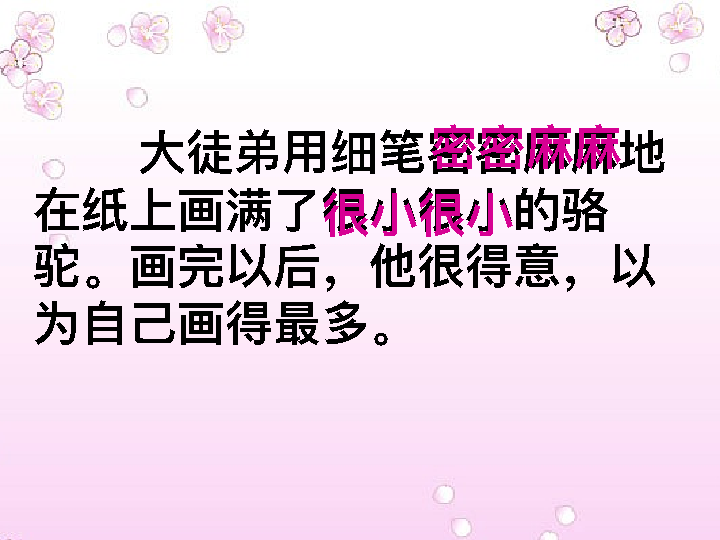 大徒弟用细笔密密麻麻地
在纸上画满了很小很小的骆
驼。画完以后，他很得意，以
为自己画得最多。